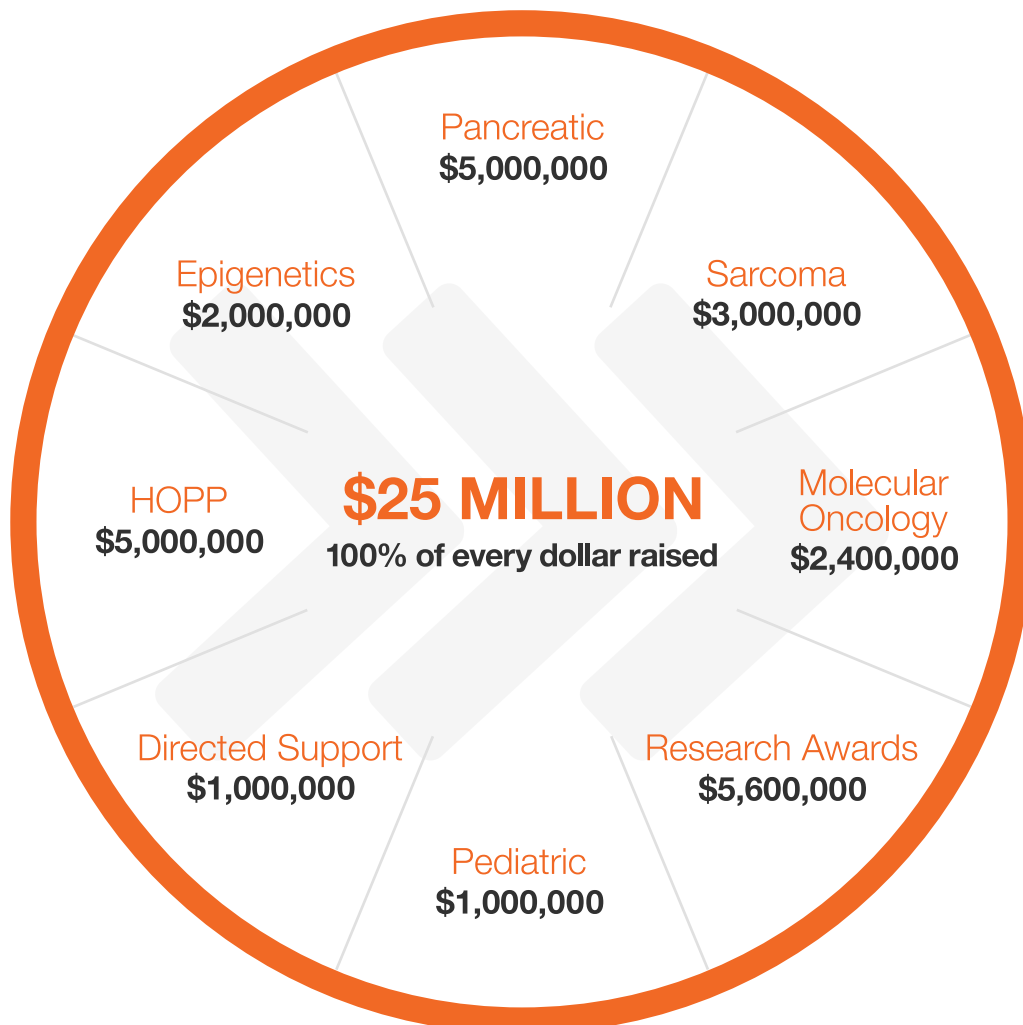 Pancreatic
$5,000,000
Epigenetics
$2,000,000
Sarcoma
$3,000,000
HOPP
$5,000,000
$25 MILLION
100% of every dollar raised
Molecular
Oncology
$2,400,000
Directed Support
$1,000,000
Research Awards
$5,600,000
Pediatric
$1,000,000